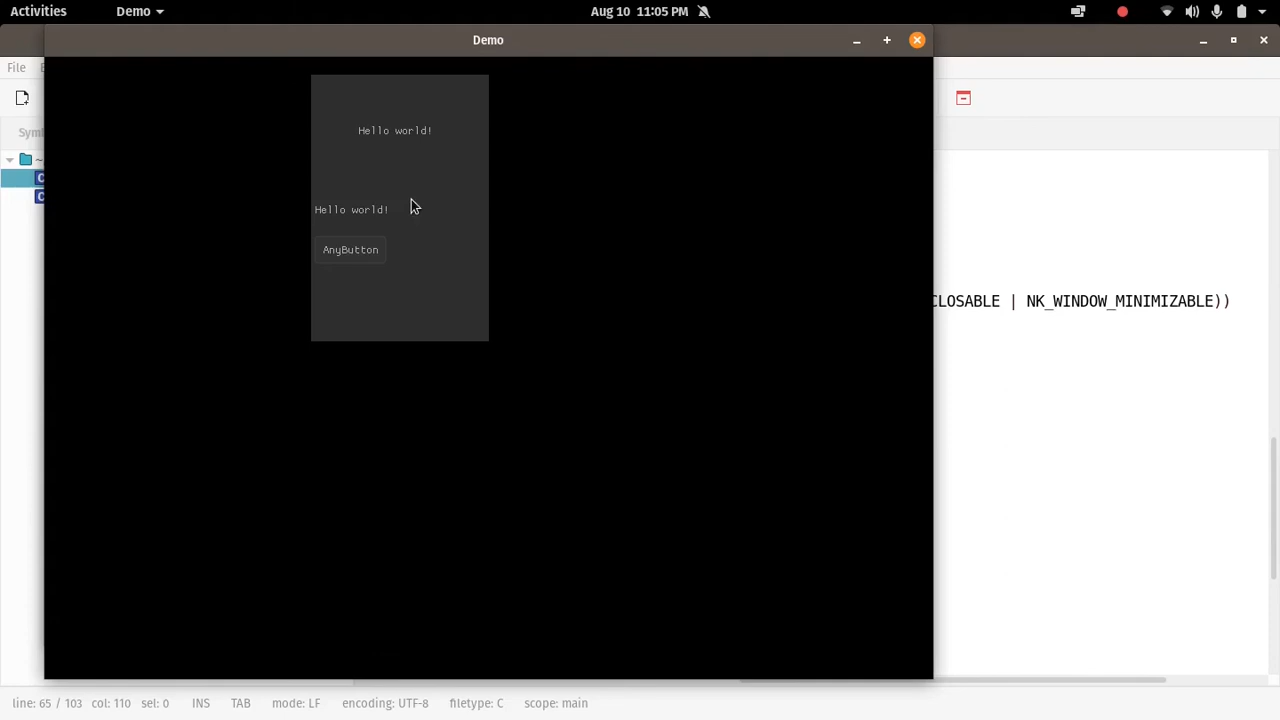 Activities
Demo
Aug 10 11:05 PM
Demo
File
Hello world!
Hello world!
AnyButton
CLOSABLE | NK_WINDOW_MINIMIZABLE))
line: 65 / 103 col: 110 sel: 0 INS TAB mode: LF encoding: UTF-8 filetype: C scope: main